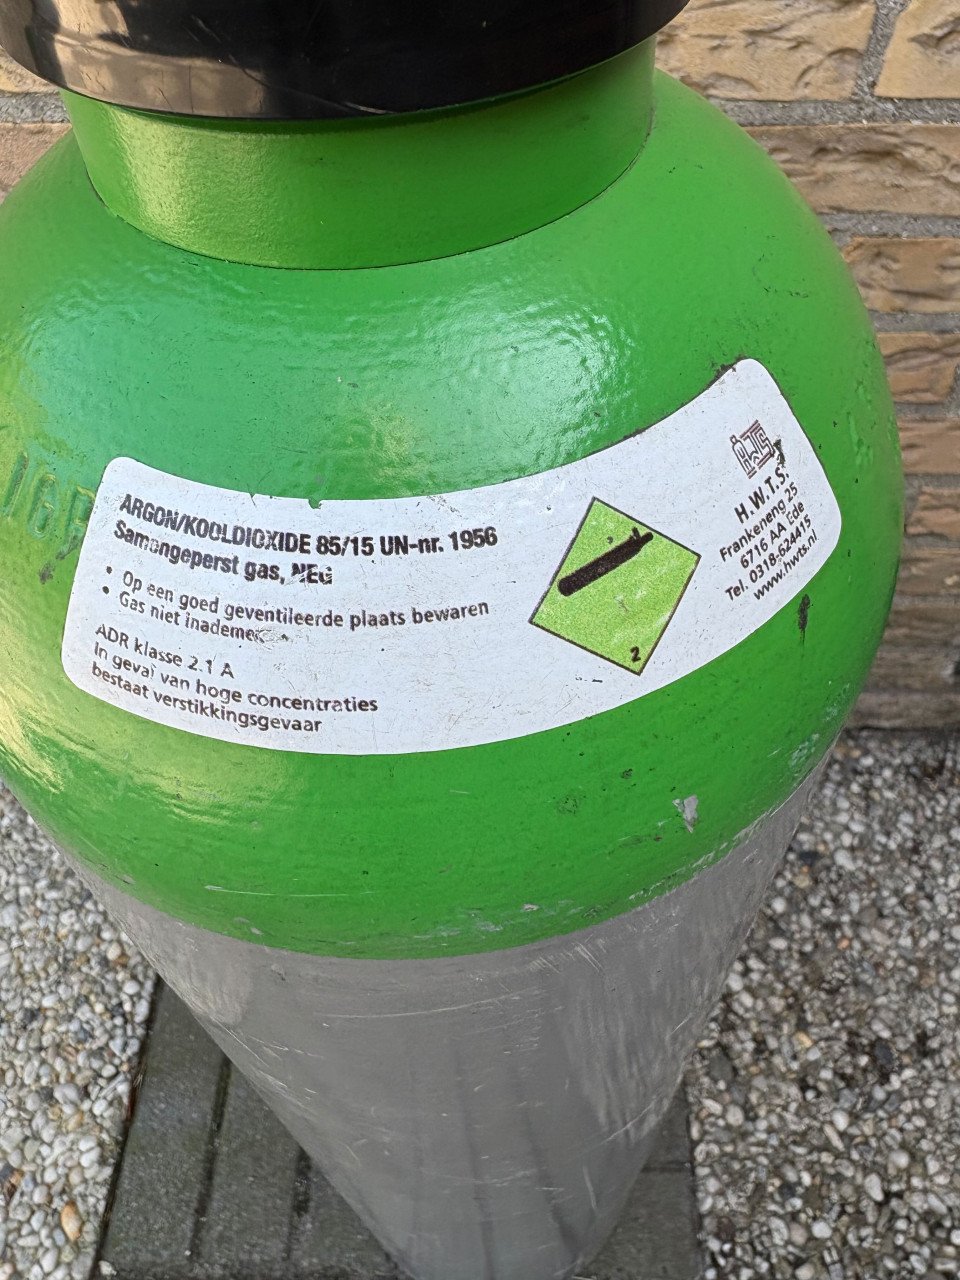 ARGON/KOOLDIOXIDE 85/15 UN-nr. 1956
Samengeperst gas, NEG
• Op een goed geventileerde plaats bewaren
• Gas niet inademen
ADR klasse 2.1 A
In geval van hoge concentraties
bestaat verstikkingsgevaar
2
H.W.T.S.
Frankeneng 25
6716 AA Ede
Tel. 0318-624415
www.hwts.nl